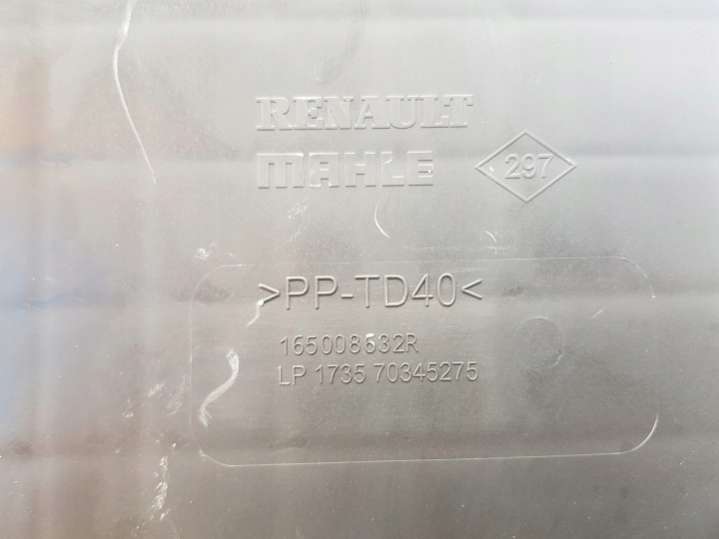 RENAULT
MAHLE
297
>PP-TD40<
165008632R
LP 1735 70345275